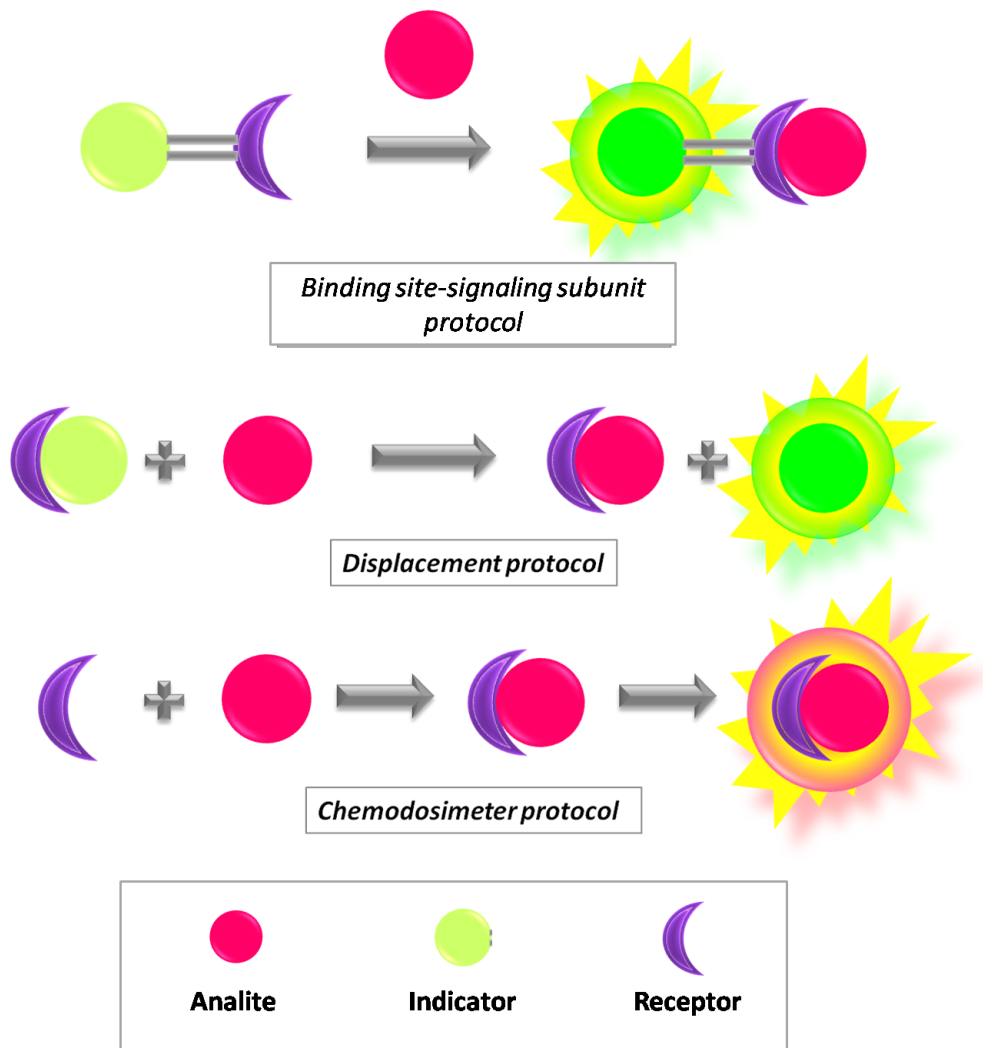 Binding site-signaling subunit
protocol
Displacement protocol
Chemodosimeter protocol
Analite
Indicator
Receptor